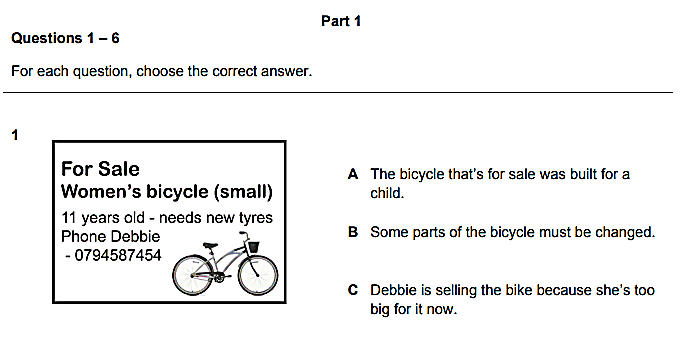 Part 1
Questions 1 – 6
For each question, choose the correct answer.
1
For Sale
Women's bicycle (small)
11 years old - needs new tyres
Phone Debbie
- 0794587454
A The bicycle that's for sale was built for a
child.
B Some parts of the bicycle must be changed.
C Debbie is selling the bike because she's too
big for it now.